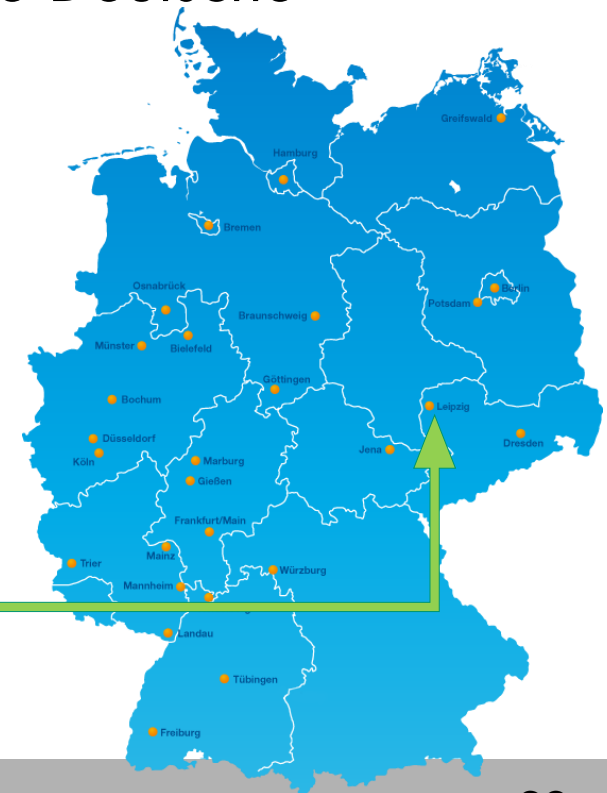 Greifswald
Hamburg
Bremen
Berlin
Osnabrück
Potsdam
Braunschweig
Münster
Bielefeld
Göttingen
Bochum
Leipzig
Düsseldorf
Dresden
Jena
Köln
Marburg
Gießen
Frankfurt/Main
Mainz
Trier
Würzburg
Mannheim
Landau
Tübingen
Freiburg